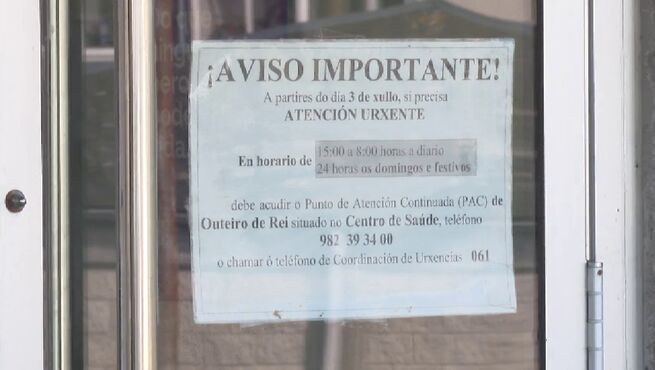 ¡AVISO IMPORTANTE!
A partires do día 3 de xullo, si precisa
ATENCIÓN URXENTE
En horario de
15:00 a 8:00 horas a diario
24 horas os domingos e festivos
debe acudir o Punto de Atención Continuada (PAC) de
Outeiro de Rei situado no Centro de Saúde, teléfono
982 39 34 00
o chamar ó teléfono de Coordinación de Urxencias 061